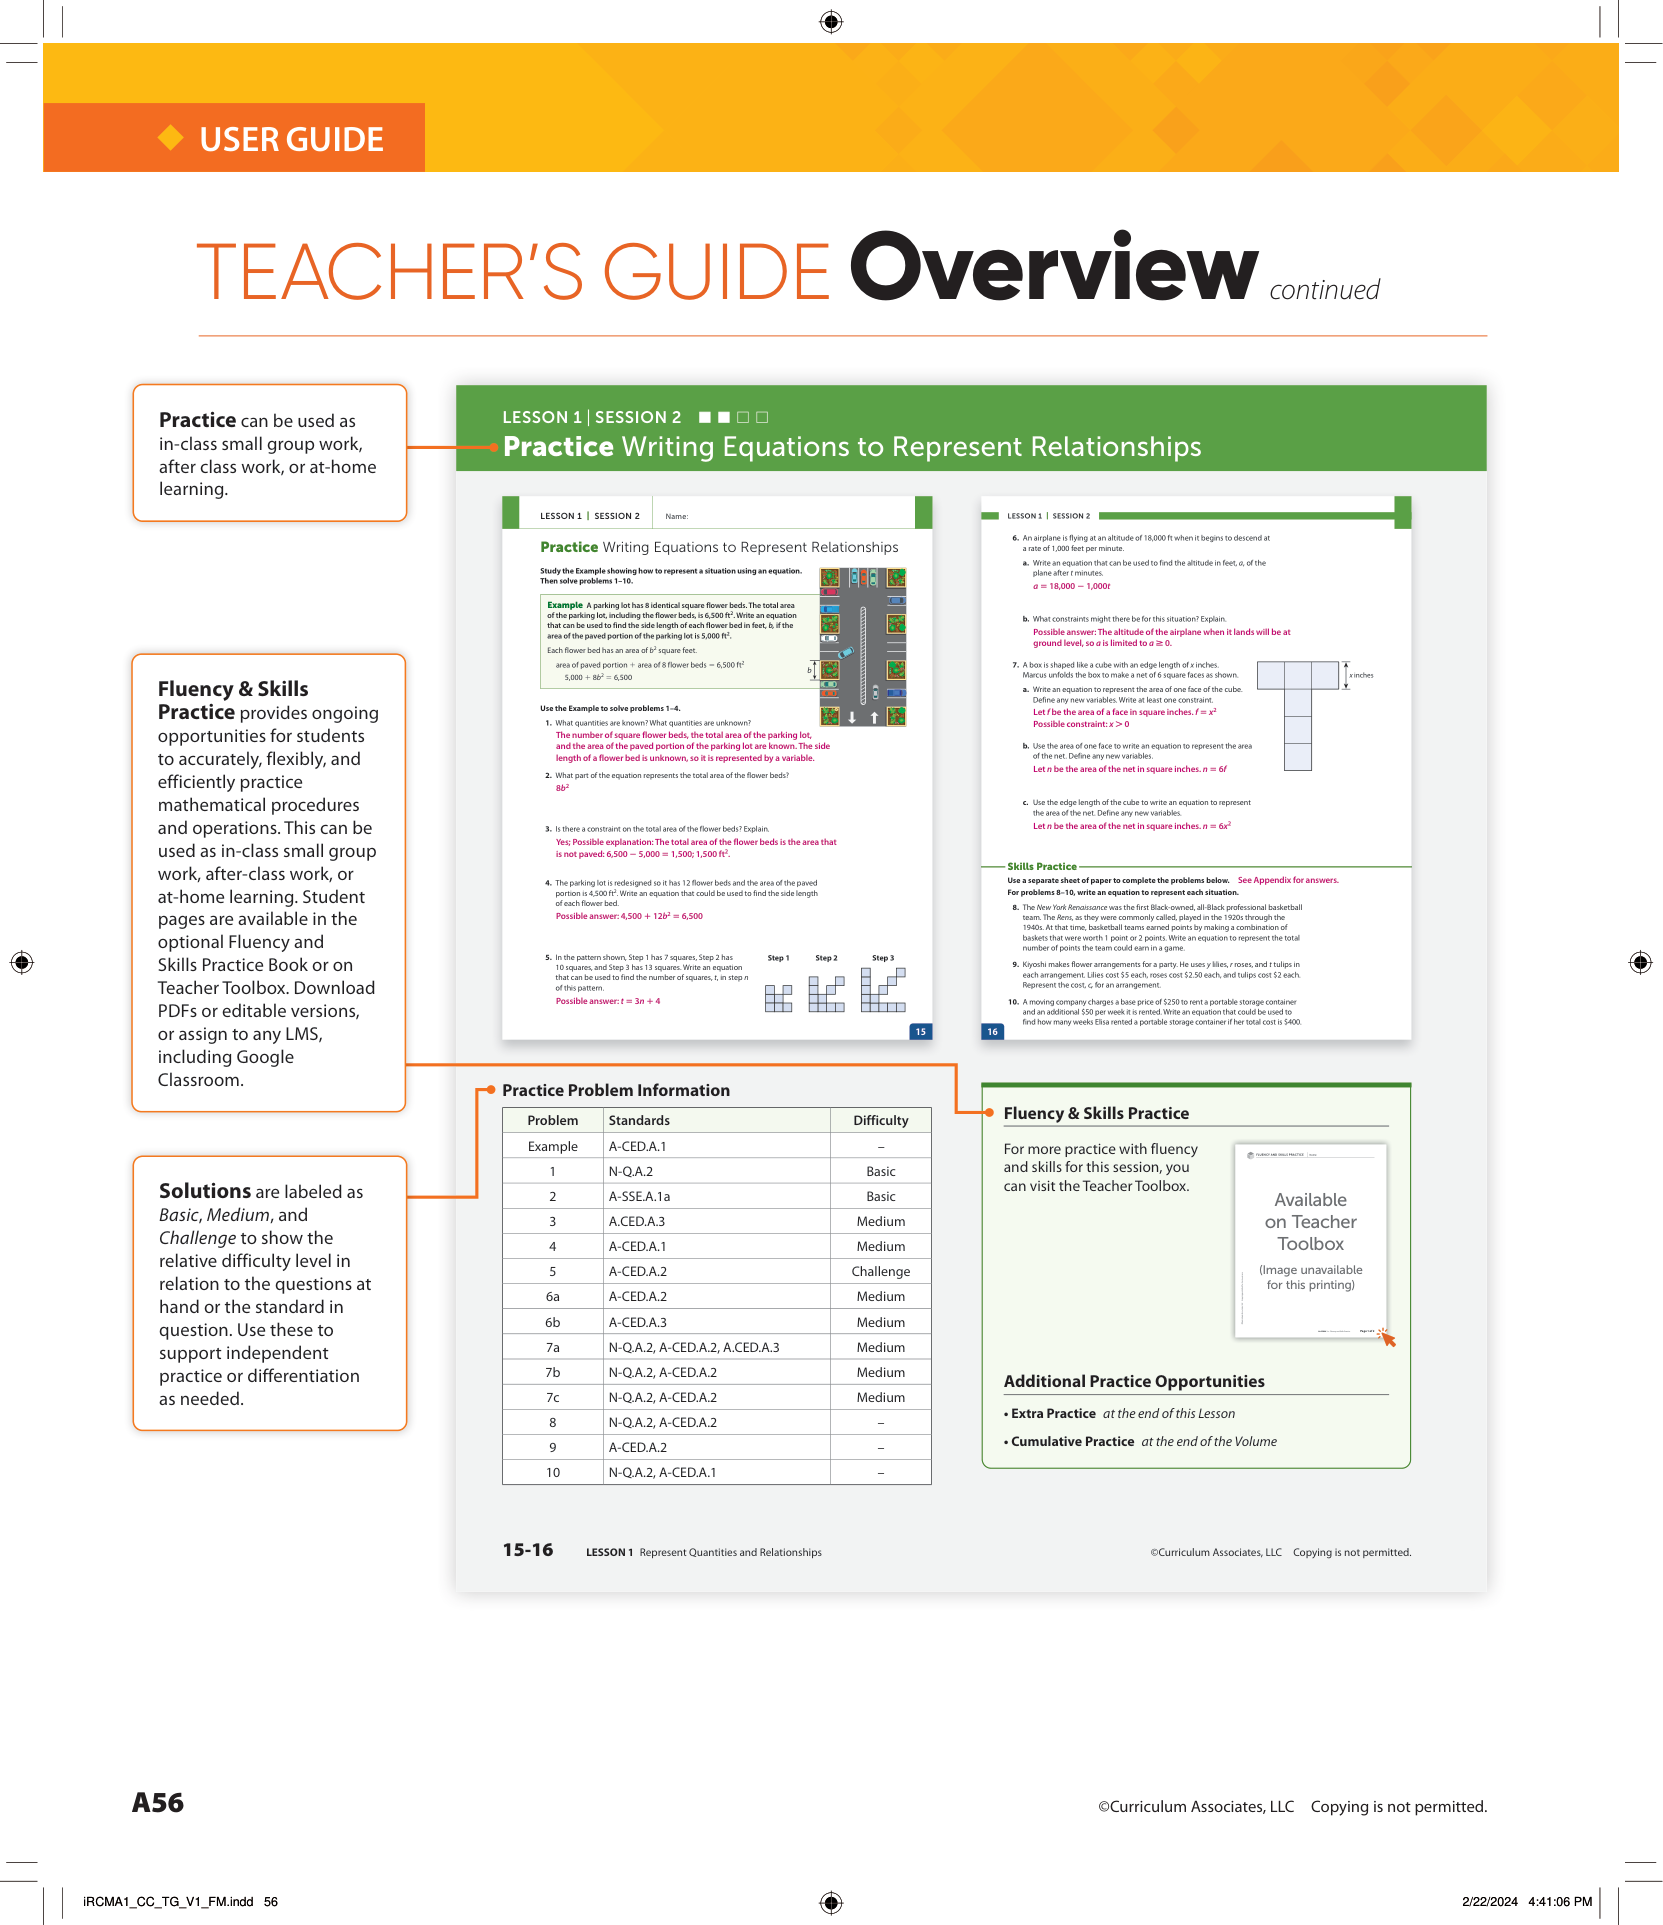 USER GUIDE
TEACHER'S GUIDE Overview continued
Practice can be used as
in-class small group work,
after class work, or at-home
learning.
Fluency & Skills
Practice provides ongoing
opportunities for students
to accurately, flexibly, and
efficiently practice
mathematical procedures
and operations. This can be
used as in-class small group
work, after-class work, or
at-home learning. Student
pages are available in the
optional Fluency and
Skills Practice Book or on
Teacher Toolbox. Download
PDFs or editable versions,
or assign to any LMS,
including Google
Classroom.
Solutions are labeled as
Basic, Medium, and
Challenge to show the
relative difficulty level in
relation to the questions at
hand or the standard in
question. Use these to
support independent
practice or differentiation
as needed.
LESSON 1 | SESSION 2
Practice Writing Equations to Represent Relationships
LESSON 1 | SESSION 2 Name:
Practice Writing Equations to Represent Relationships
Study the Example showing how to represent a situation using an equation.
Then solve problems 1–10.
Example A parking lot has 8 identical square flower beds. The total area
of the parking lot, including the flower beds, is 6,500 ft². Write an equation
that can be used to find the side length of each flower bed in feet, b, if the
area of the paved portion of the parking lot is 5,000 ft².
Each flower bed has an area of b² square feet.
area of paved portion + area of 8 flower beds = 6,500 ft²
5,000 + 8b² = 6,500
b
Use the Example to solve problems 1–4.
1. What quantities are known? What quantities are unknown?
The number of square flower beds, the total area of the parking lot,
and the area of the paved portion of the parking lot are known. The side
length of a flower bed is unknown, so it is represented by a variable.
2. What part of the equation represents the total area of the flower beds?
8b²
3. Is there a constraint on the total area of the flower beds? Explain.
Yes; Possible explanation: The total area of the flower beds is the area that
is not paved: 6,500 − 5,000 = 1,500; 1,500 ft².
4. The parking lot is redesigned so it has 12 flower beds and the area of the paved
portion is 4,500 ft². Write an equation that could be used to find the side length
of each flower bed.
Possible answer: 4,500 + 12b² = 6,500
5. In the pattern shown, Step 1 has 7 squares, Step 2 has
10 squares, and Step 3 has 13 squares. Write an equation
that can be used to find the number of squares, t, in step n
of this pattern.
Possible answer: t = 3n + 4
Step 1 Step 2 Step 3
15
LESSON 1 | SESSION 2
6. An airplane is flying at an altitude of 18,000 ft when it begins to descend at
a rate of 1,000 feet per minute.
a. Write an equation that can be used to find the altitude in feet, a, of the
plane after t minutes.
a = 18,000 − 1,000t
b. What constraints might there be for this situation? Explain.
Possible answer: The altitude of the airplane when it lands will be at
ground level, so a is limited to a ≥ 0.
7. A box is shaped like a cube with an edge length of x inches.
Marcus unfolds the box to make a net of 6 square faces as shown.
a. Write an equation to represent the area of one face of the cube.
Define any new variables. Write at least one constraint.
Let f be the area of a face in square inches. f = x²
Possible constraint: x > 0
x inches
b. Use the area of one face to write an equation to represent the area
of the net. Define any new variables.
Let n be the area of the net in square inches. n = 6f
c. Use the edge length of the cube to write an equation to represent
the area of the net. Define any new variables.
Let n be the area of the net in square inches. n = 6x²
Skills Practice
Use a separate sheet of paper to complete the problems below. See Appendix for answers.
For problems 8–10, write an equation to represent each situation.
8. The New York Renaissance was the first Black-owned, all-Black professional basketball
team. The Rens, as they were commonly called, played in the 1920s through the
1940s. At that time, basketball teams earned points by making a combination of
baskets that were worth 1 point or 2 points. Write an equation to represent the total
number of points the team could earn in a game.
9. Kiyoshi makes flower arrangements for a party. He uses y lilies, r roses, and t tulips in
each arrangement. Lilies cost $5 each, roses cost $2.50 each, and tulips cost $2 each.
Represent the cost, c, for an arrangement.
10. A moving company charges a base price of $250 to rent a portable storage container
and an additional $50 per week it is rented. Write an equation that could be used to
find how many weeks Elisa rented a portable storage container if her total cost is $400.
16
Practice Problem Information
Problem Standards Difficulty
Example A-CED.A.1 –
1 N-Q.A.2 Basic
2 A-SSE.A.1a Basic
3 A.CED.A.3 Medium
4 A-CED.A.1 Medium
5 A-CED.A.2 Challenge
6a A-CED.A.2 Medium
6b A-CED.A.3 Medium
7a N-Q.A.2, A-CED.A.2, A.CED.A.3 Medium
7b N-Q.A.2, A-CED.A.2 Medium
7c N-Q.A.2, A-CED.A.2 Medium
8 N-Q.A.2, A-CED.A.2 –
9 A-CED.A.2 –
10 N-Q.A.2, A-CED.A.1 –
Fluency & Skills Practice
For more practice with fluency
and skills for this session, you
can visit the Teacher Toolbox.
FLUENCY AND SKILLS PRACTICE
Available
on Teacher
Toolbox
(Image unavailable
for this printing)
Additional Practice Opportunities
• Extra Practice at the end of this Lesson
• Cumulative Practice at the end of the Volume
15-16 LESSON 1 Represent Quantities and Relationships
©Curriculum Associates, LLC Copying is not permitted.
A56
©Curriculum Associates, LLC Copying is not permitted.
iRCMA1_CC_TG_V1_FM.indd 56
2/22/2024 4:41:06 PM